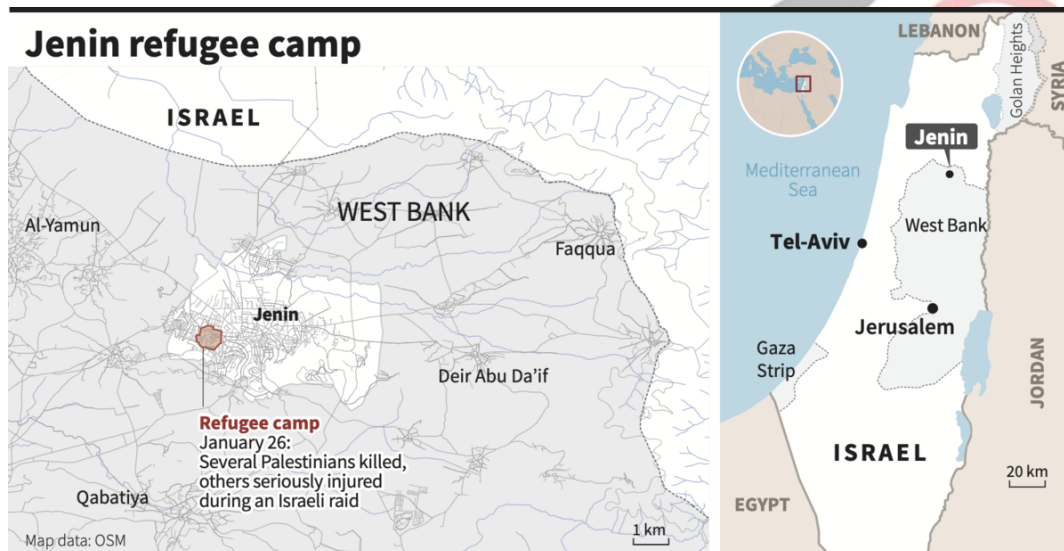 Jenin refugee camp
ISRAEL
WEST BANK
Al-Yamun
Faqqua
Jenin
Deir Abu Da'if
Refugee camp
January 26:
Several Palestinians killed,
others seriously injured
during an Israeli raid
Qabatiya
Map data: OSM
1 km
LEBANON
Golan Heights
SYRIA
Jenin
Mediterranean
Sea
West Bank
Tel-Aviv
Jerusalem
Gaza
Strip
JORDAN
ISRAEL
EGYPT
20 km